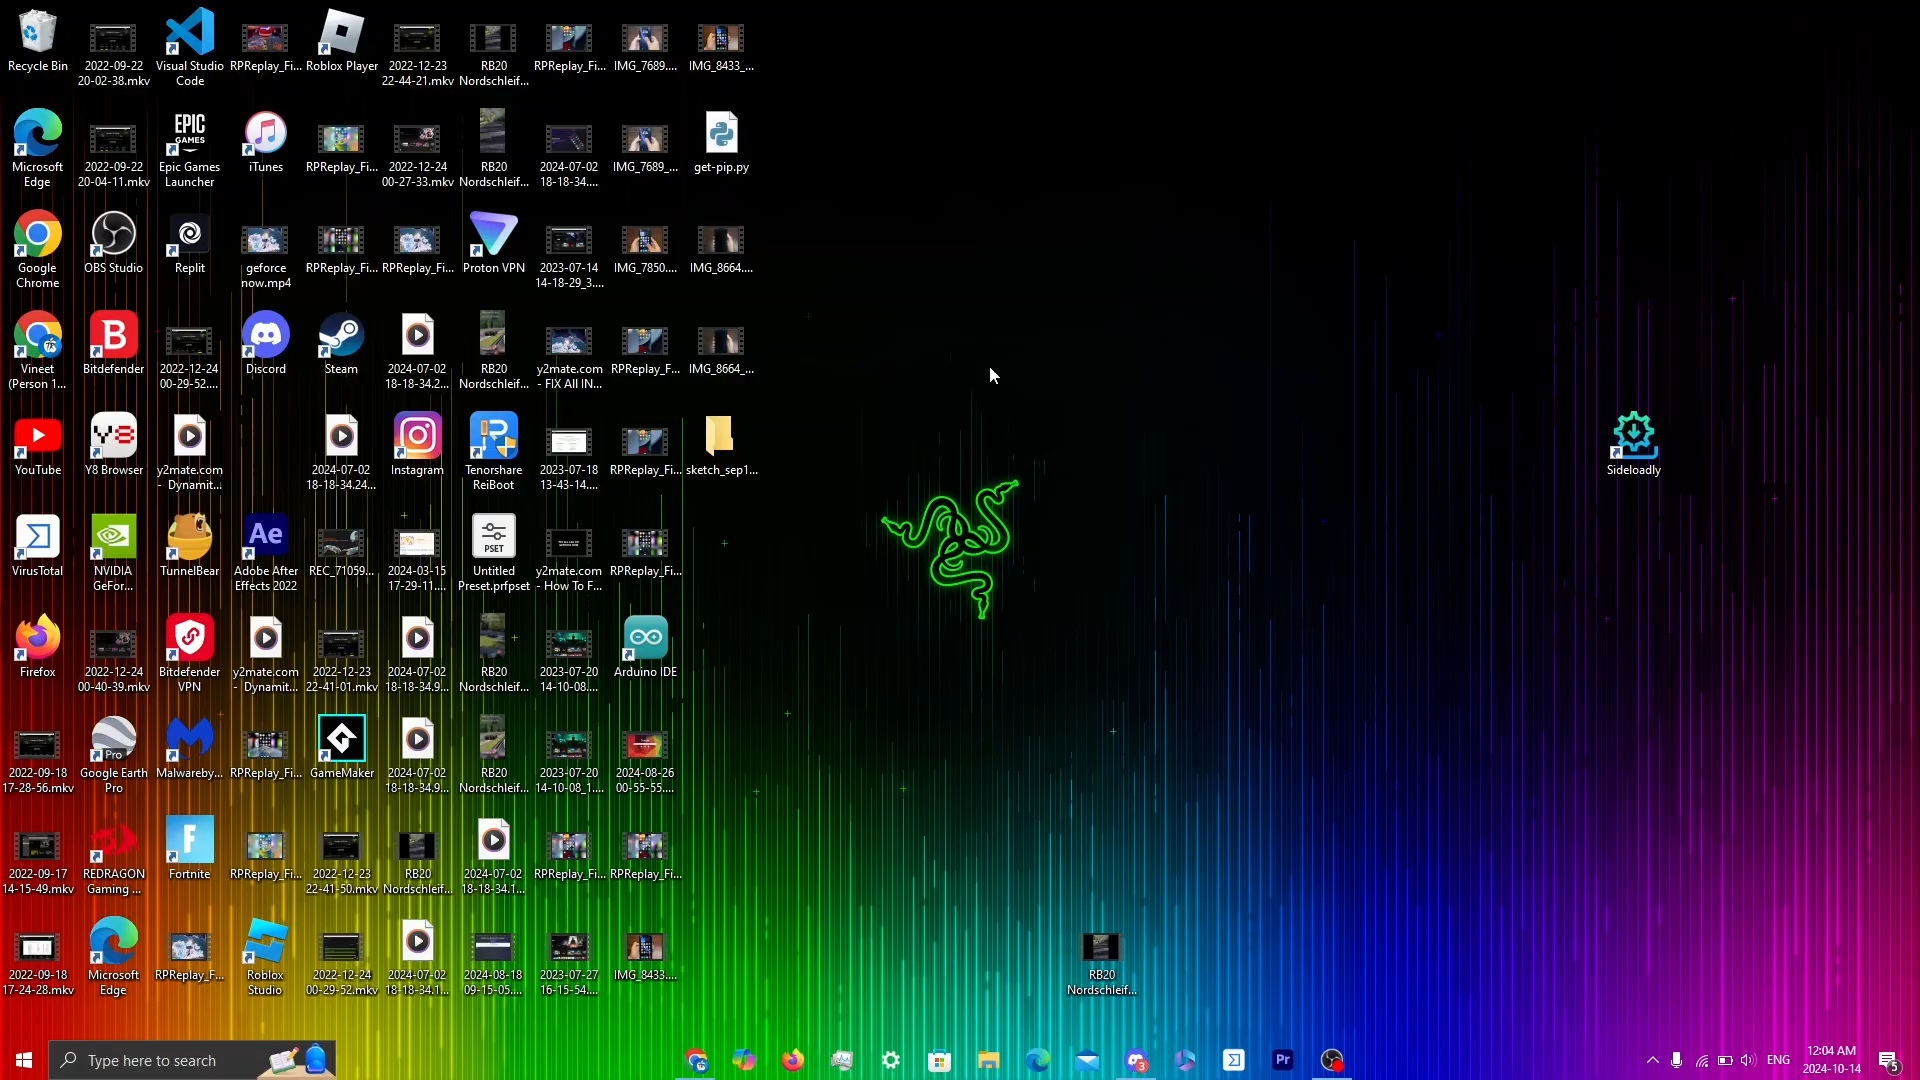 Recycle Bin
2022-09-22
20-02-38.mkv
Visual Studio
Code
RPReplay_Fi...
Roblox Player
2022-12-23
22-44-21.mkv
RB20
Nordschleif...
RPReplay_Fi...
IMG_7689....
IMG_8433_...
Microsoft
Edge
2022-09-22
20-04-11.mkv
EPIC
GAMES
Epic Games
Launcher
iTunes
RPReplay_Fi...
2022-12-24
00-27-33.mkv
RB20
Nordschleif...
2024-07-02
18-18-34....
IMG_7689_...
get-pip.py
Google
Chrome
OBS Studio
Replit
geforce
now.mp4
RPReplay_Fi...
RPReplay_Fi...
Proton VPN
2023-07-14
14-18-29_3....
IMG_7850....
IMG_8664....
Vineet
(Person 1...
B
Bitdefender
2022-12-24
00-29-52....
Discord
Steam
2024-07-02
18-18-34.2...
RB20
Nordschleif...
y2mate.com
- FIX All IN...
RPReplay_F...
IMG_8664_...
YouTube
Y8
Y8 Browser
y2mate.com
- Dynamit...
2024-07-02
18-18-34.24...
Instagram
Tenorshare
ReiBoot
2023-07-18
13-43-14....
RPReplay_Fi...
sketch_sep1...
Sideloadly
VirusTotal
NVIDIA
GeFor...
TunnelBear
Ae
Adobe After
Effects 2022
REC_71059...
2024-03-15
17-29-11....
PSET
Untitled
Preset.prfpset
y2mate.com
- How To F...
RPReplay_Fi...
Firefox
2022-12-24
00-40-39.mkv
Bitdefender
VPN
y2mate.com
- Dynamit...
2022-12-23
22-41-01.mkv
2024-07-02
18-18-34.9...
RB20
Nordschleif...
2023-07-20
14-10-08....
Arduino IDE
2022-09-18
17-28-56.mkv
Pro
Google Earth
Pro
Malwareby...
RPReplay_Fi...
GameMaker
2024-07-02
18-18-34.9...
RB20
Nordschleif...
2023-07-20
14-10-08_1....
2024-08-26
00-55-55....
2022-09-17
14-15-49.mkv
REDRAGON
Gaming ...
F
Fortnite
RPReplay_Fi...
2022-12-23
22-41-50.mkv
RB20
Nordschleif...
2024-07-02
18-18-34.1...
RPReplay_Fi...
RPReplay_Fi...
2022-09-18
17-24-28.mkv
Microsoft
Edge
RPReplay_F...
Roblox
Studio
2022-12-24
00-29-52.mkv
2024-07-02
18-18-34.1...
2024-08-18
09-15-05....
2023-07-27
16-15-54....
IMG_8433....
RB20
Nordschleif...
Type here to search
3
Pr
ENG
12:04 AM
2024-10-14
5